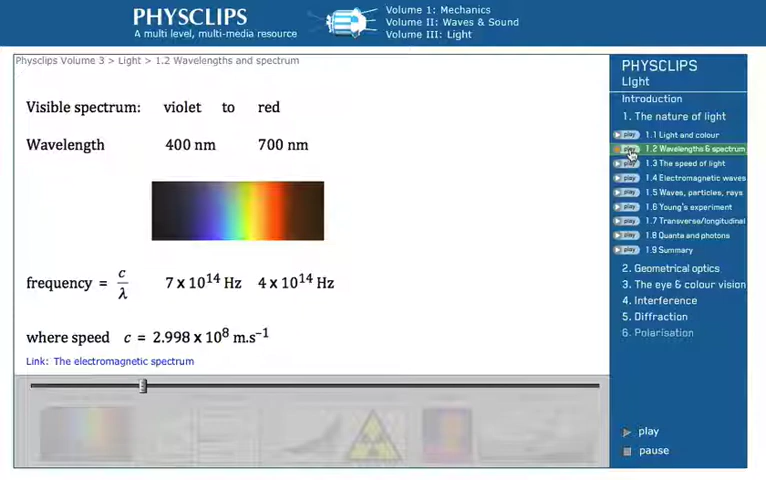 PHYSCLIPS
A multi level, multi-media resource
Volume 1: Mechanics
Volume II: Waves & Sound
Volume III: Light
Physclips Volume 3 > Light > 1.2 Wavelengths and spectrum
Visible spectrum: violet to red
Wavelength 400 nm 700 nm
frequency = c/λ 7 x 10¹⁴ Hz 4 x 10¹⁴ Hz
where speed c = 2.998 x 10⁸ m.s⁻¹
Link: The electromagnetic spectrum
PHYSCLIPS
LIght
Introduction
1. The nature of light
play 1.1 Light and colour
play 1.2 Wavelengths & spectrum
play 1.3 The speed of light
play 1.4 Electromagnetic waves
play 1.5 Waves, particles, rays
play 1.6 Young's experiment
play 1.7 Transverse/longitudinal
play 1.8 Quanta and photons
play 1.9 Summary
2. Geometrical optics
3. The eye & colour vision
4. Interference
5. Diffraction
6. Polarisation
play
pause